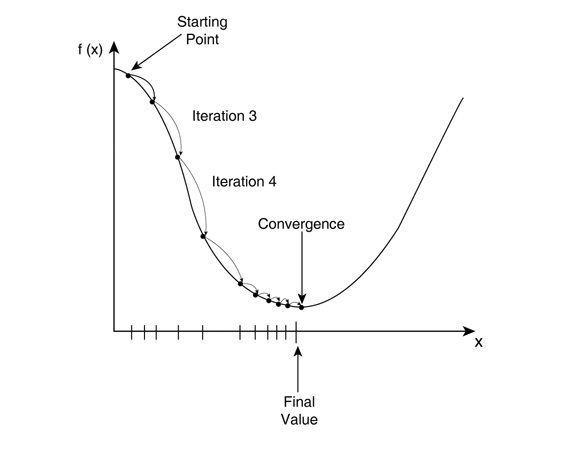 Starting
Point
f (x)
Iteration 3
Iteration 4
Convergence
x
Final
Value